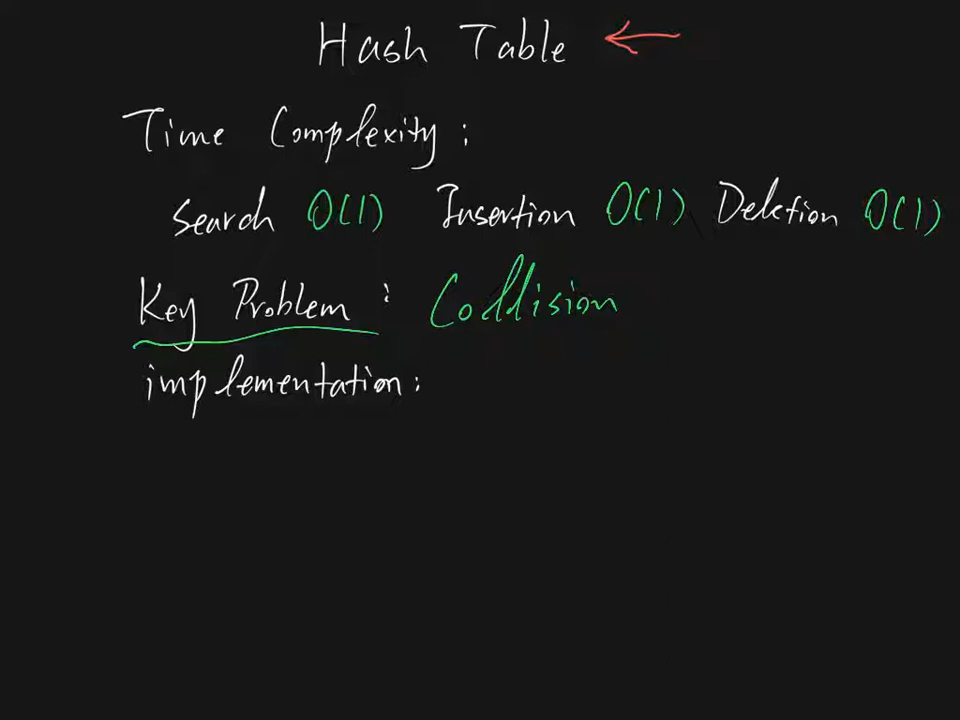 Hash Table
Time Complexity:
Search O(1) Insertion O(1) Deletion O(1)
Key Problem: Collision
implementation: